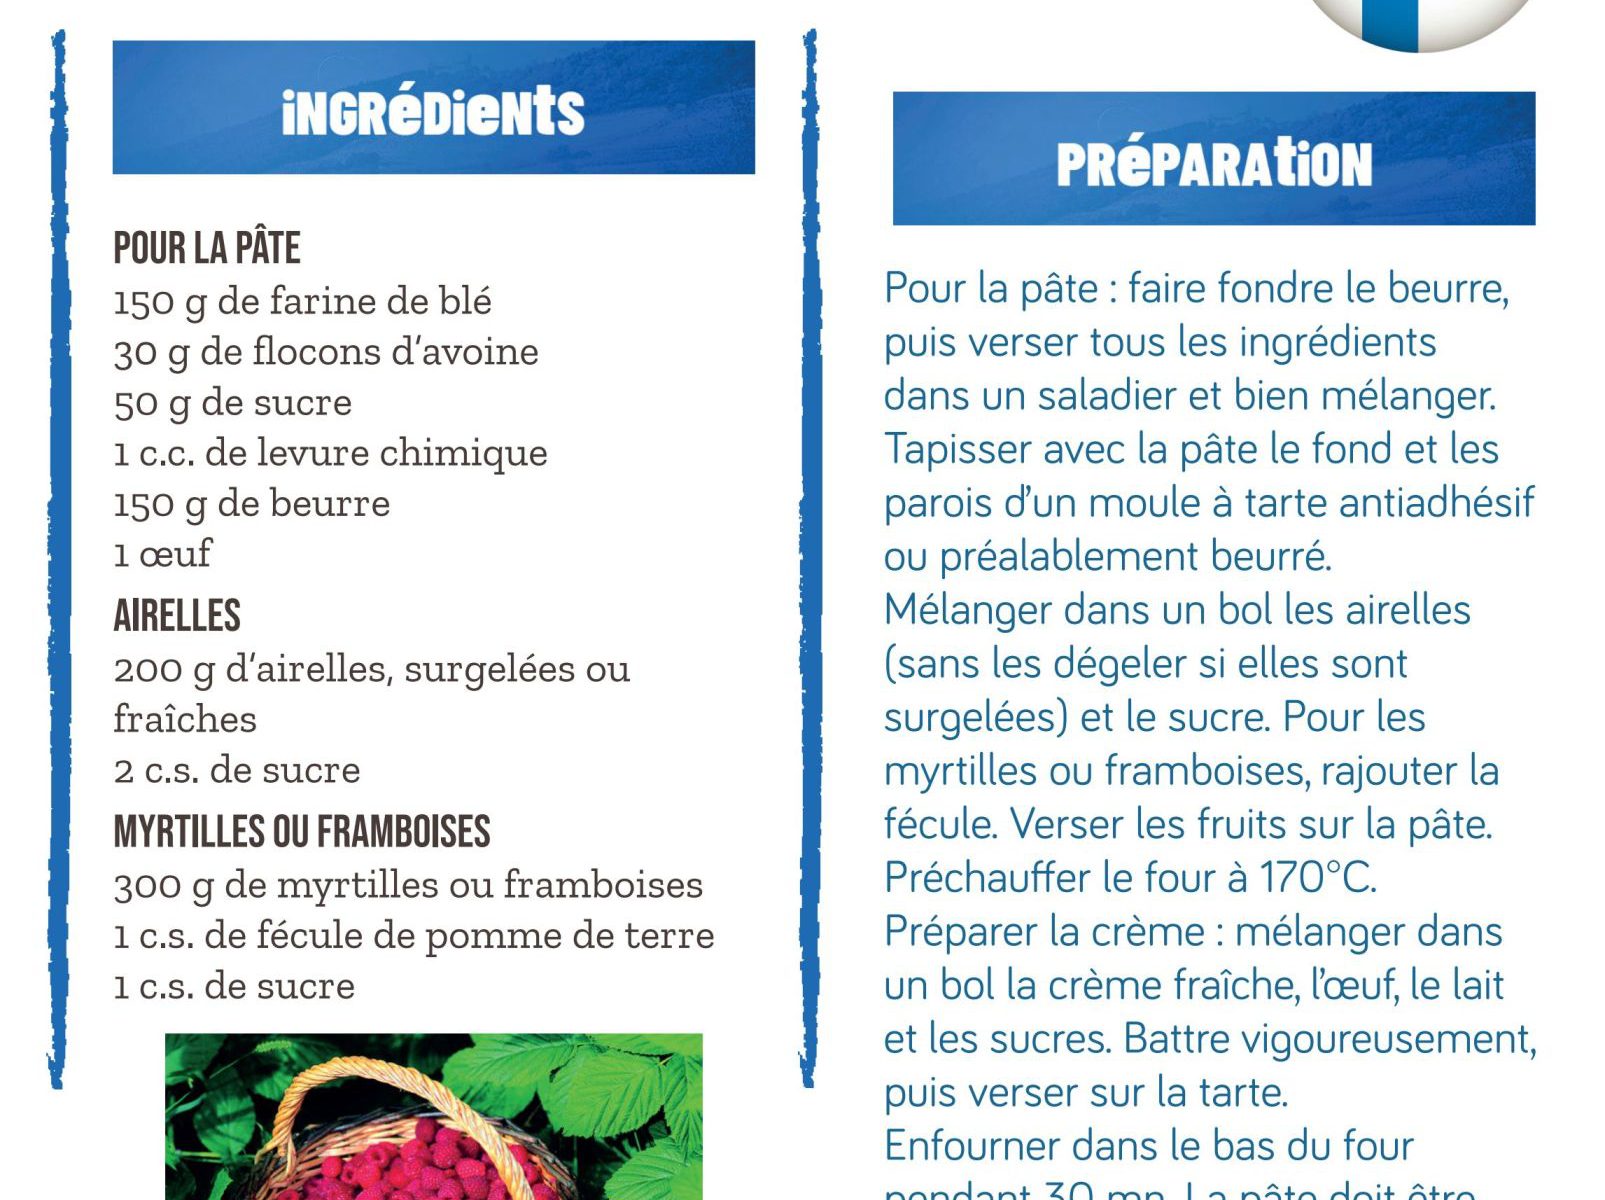 iNGRéDieNts
POUR LA PÂTE
150 g de farine de blé
30 g de flocons d’avoine
50 g de sucre
1 c.c. de levure chimique
150 g de beurre
1 œuf
AIRELLES
200 g d’airelles, surgelées ou
fraîches
2 c.s. de sucre
MYRTILLES OU FRAMBOISES
300 g de myrtilles ou framboises
1 c.s. de fécule de pomme de terre
1 c.s. de sucre
PRéPARAtiON
Pour la pâte : faire fondre le beurre,
puis verser tous les ingrédients
dans un saladier et bien mélanger.
Tapisser avec la pâte le fond et les
parois d’un moule à tarte antiadhésif
ou préalablement beurré.
Mélanger dans un bol les airelles
(sans les dégeler si elles sont
surgelées) et le sucre. Pour les
myrtilles ou framboises, rajouter la
fécule. Verser les fruits sur la pâte.
Préchauffer le four à 170°C.
Préparer la crème : mélanger dans
un bol la crème fraîche, l’œuf, le lait
et les sucres. Battre vigoureusement,
puis verser sur la tarte.
Enfourner dans le bas du four
pendant 30 mn. La pâte doit être